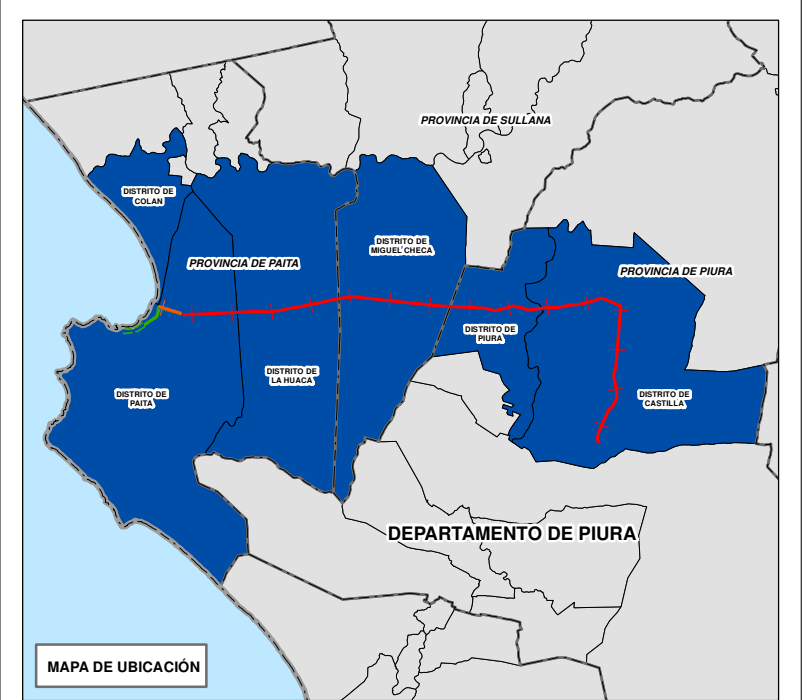 PROVINCIA DE SULLANA
DISTRITO DE
COLAN
DISTRITO DE
MIGUEL CHECA
PROVINCIA DE PAITA
PROVINCIA DE PIURA
DISTRITO DE
PIURA
DISTRITO DE
LA HUACA
DISTRITO DE
PAITA
DISTRITO DE
CASTILLA
DEPARTAMENTO DE PIURA
MAPA DE UBICACIÓN